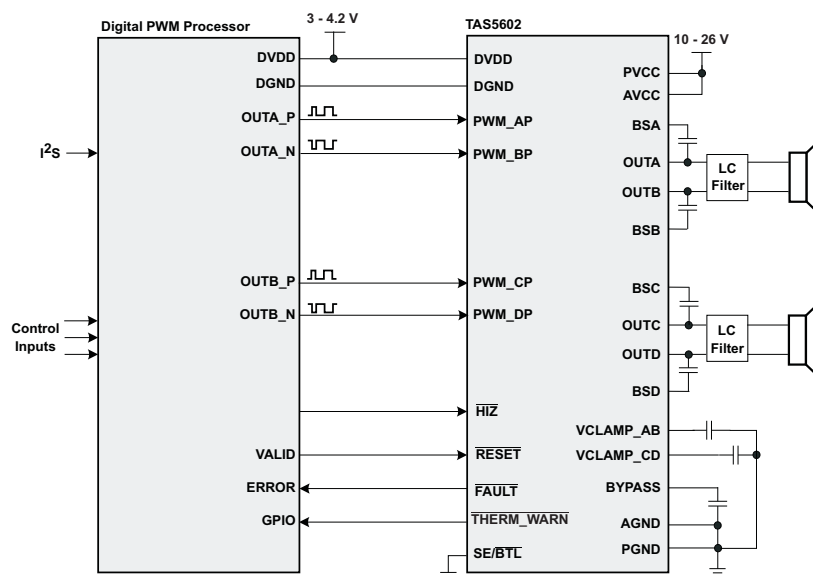 Digital PWM Processor
3 - 4.2 V
TAS5602
10 - 26 V
DVDD
DGND
OUTA_P
OUTA_N
I²S
OUTB_P
OUTB_N
Control
Inputs
VALID
ERROR
GPIO
DVDD
DGND
PWM_AP
PWM_BP
PWM_CP
PWM_DP
HIZ
RESET
FAULT
THERM_WARN
SE/BTL
PVCC
AVCC
BSA
OUTA
OUTB
BSB
LC
Filter
BSC
OUTC
OUTD
BSD
LC
Filter
VCLAMP_AB
VCLAMP_CD
BYPASS
AGND
PGND